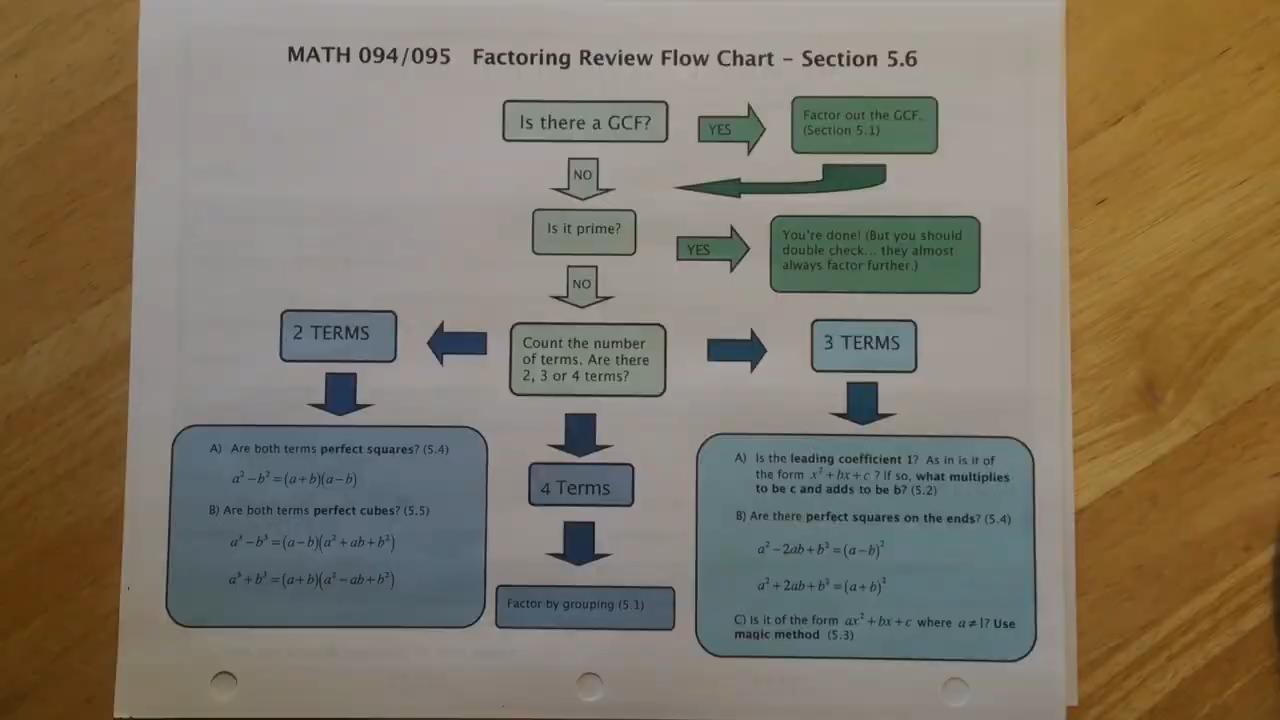 MATH 094/095 Factoring Review Flow Chart – Section 5.6
Is there a GCF?
YES
Factor out the GCF.
(Section 5.1)
NO
Is it prime?
YES
You're done! (But you should
double check... they almost
always factor further.)
NO
2 TERMS
Count the number
of terms. Are there
2, 3 or 4 terms?
3 TERMS
A) Are both terms perfect squares? (5.4)
a² − b² = (a + b)(a − b)
B) Are both terms perfect cubes? (5.5)
a³ − b³ = (a − b)(a² + ab + b²)
a³ + b³ = (a + b)(a² − ab + b²)
4 Terms
Factor by grouping (5.1)
A) Is the leading coefficient 1? As in is it of
the form x² + bx + c ? If so, what multiplies
to be c and adds to be b? (5.2)
B) Are there perfect squares on the ends? (5.4)
a² − 2ab + b² = (a − b)²
a² + 2ab + b² = (a + b)²
C) Is it of the form ax² + bx + c where a ≠ 1? Use
magic method (5.3)